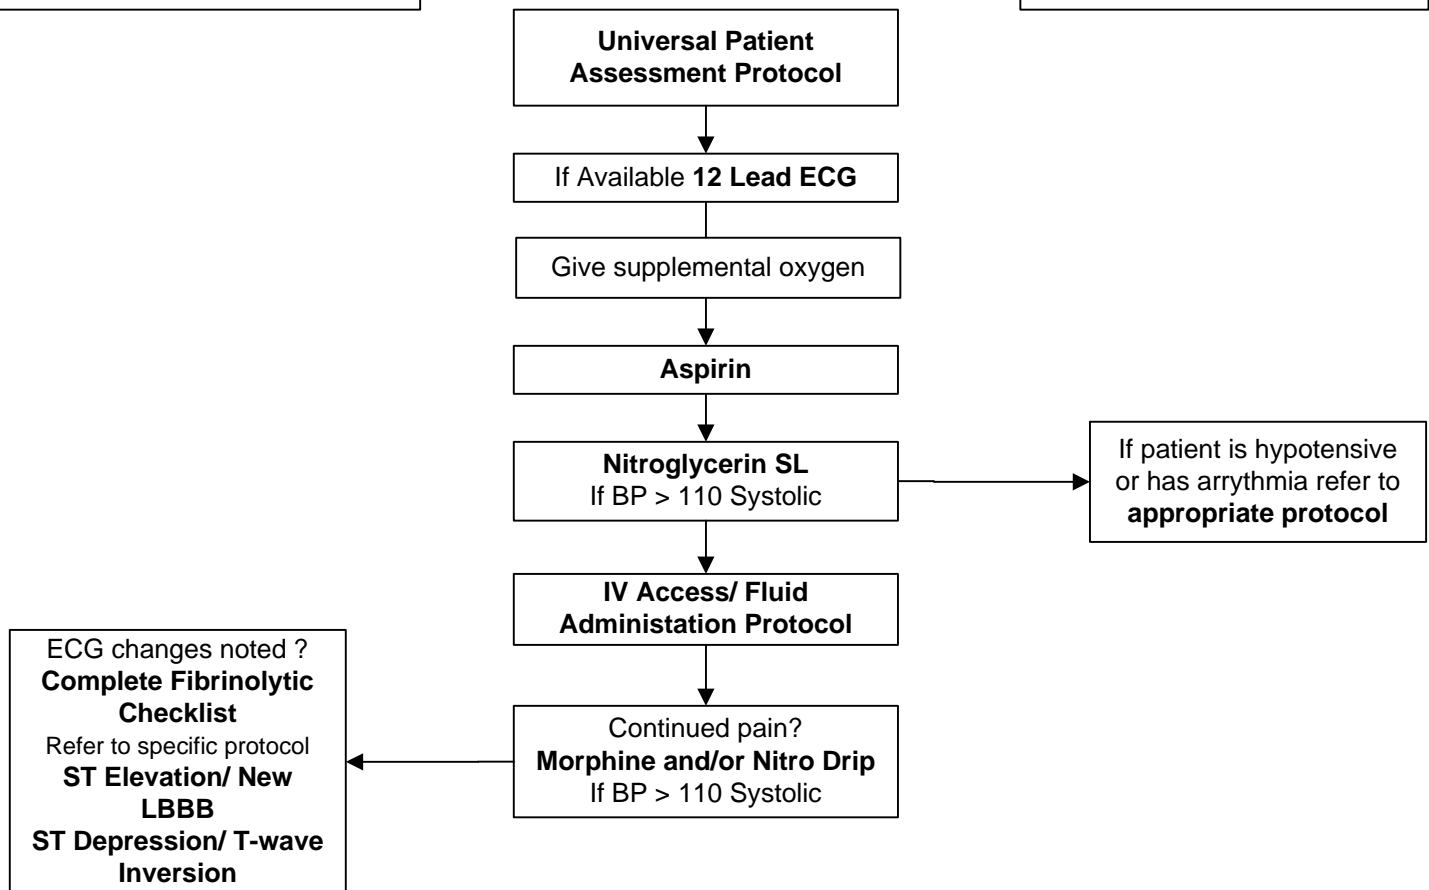 Universal Patient
Assessment Protocol
If Available 12 Lead ECG
Give supplemental oxygen
Aspirin
Nitroglycerin SL
If BP > 110 Systolic
If patient is hypotensive
or has arrythmia refer to
appropriate protocol
IV Access/ Fluid
Administation Protocol
Continued pain?
Morphine and/or Nitro Drip
If BP > 110 Systolic
ECG changes noted ?
Complete Fibrinolytic
Checklist
Refer to specific protocol
ST Elevation/ New
LBBB
ST Depression/ T-wave
Inversion